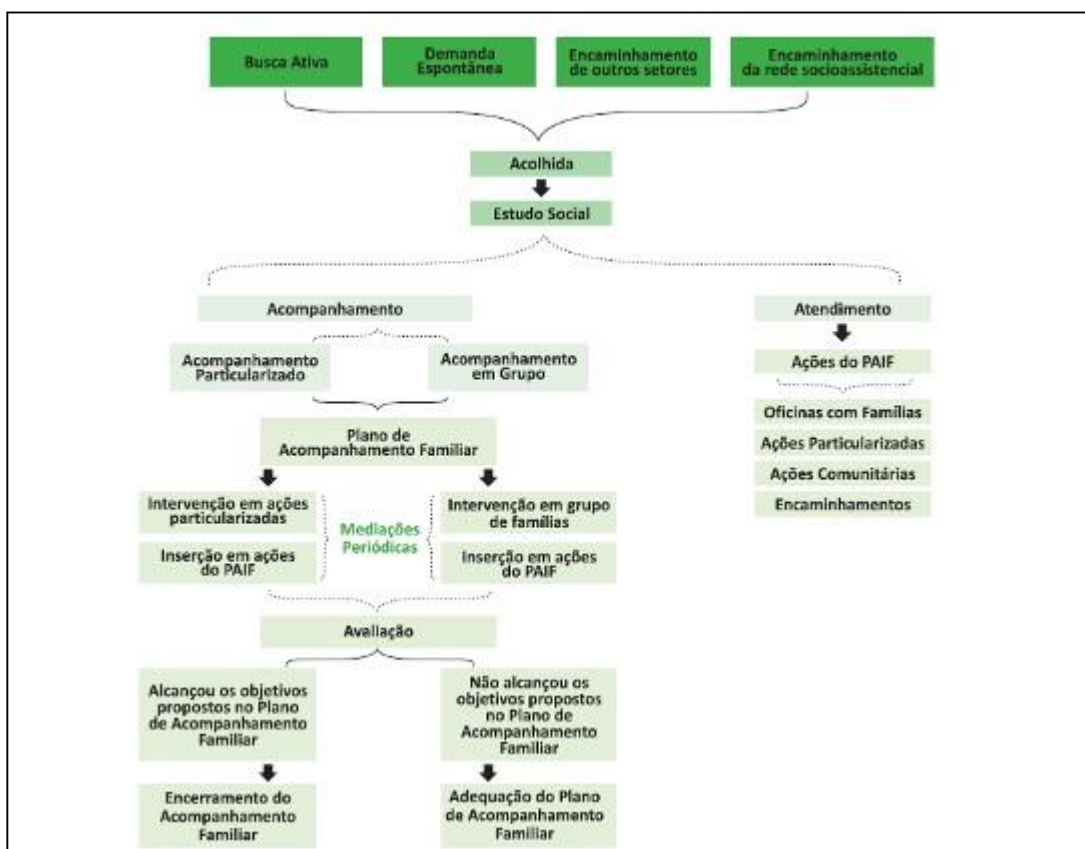 Busca Ativa
Demanda
Espontânea
Encaminhamento
de outros setores
Encaminhamento
da rede socioassistencial
Acolhida
Estudo Social
Acompanhamento
Atendimento
Acompanhamento
Particularizado
Acompanhamento
em Grupo
Ações do PAIF
Oficinas com Famílias
Ações Particularizadas
Ações Comunitárias
Encaminhamentos
Plano de
Acompanhamento Familiar
Intervenção em ações
particularizadas
Inserção em ações
do PAIF
Mediações
Periódicas
Intervenção em grupo
de famílias
Inserção em ações
do PAIF
Avaliação
Alcançou os objetivos
propostos no Plano
de Acompanhamento
Familiar
Não alcançou os
objetivos propostos
no Plano de
Acompanhamento
Familiar
Encerramento do
Acompanhamento
Familiar
Adequação do Plano
de Acompanhamento
Familiar